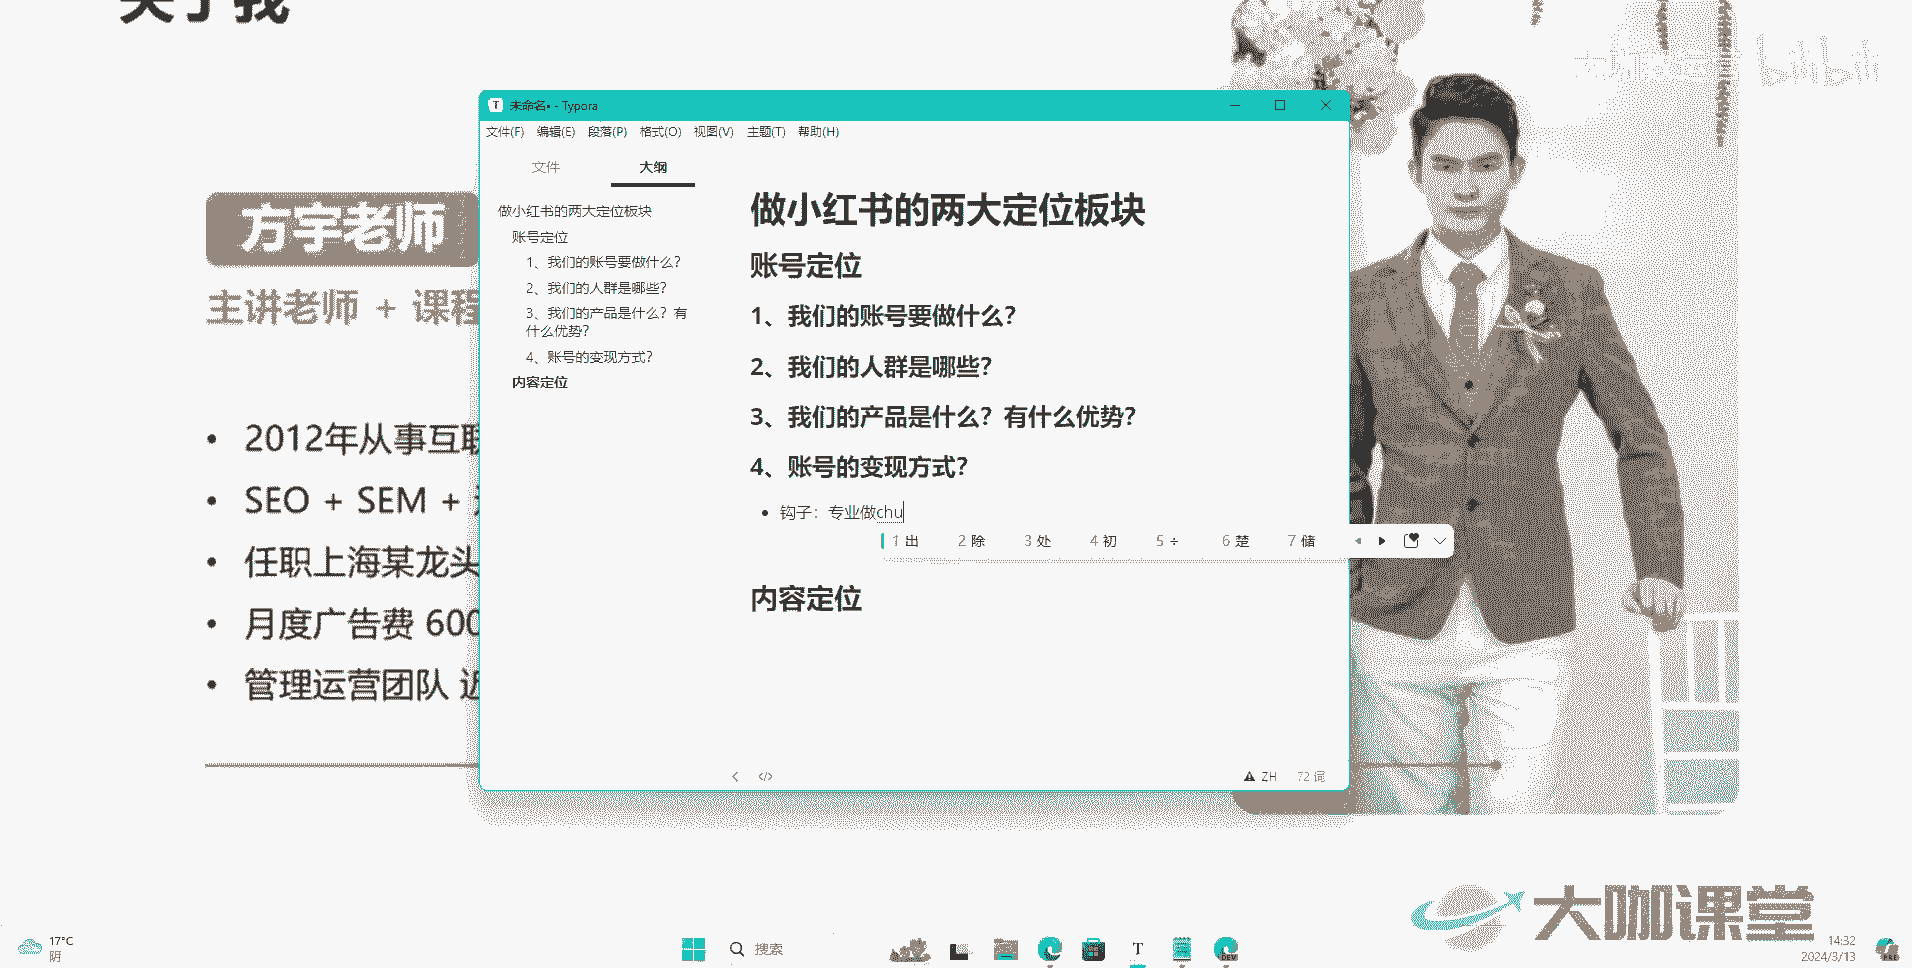 关于我
bilibili
未命名• - Typora
文件(F) 编辑(E) 段落(P) 格式(O) 视图(V) 主题(T) 帮助(H)
文件 大纲
做小红书的两大定位板块
账号定位
1、我们的账号要做什么？
2、我们的人群是哪些？
3、我们的产品是什么？有
什么优势？
4、账号的变现方式？
内容定位
做小红书的两大定位板块
账号定位
1、我们的账号要做什么？
2、我们的人群是哪些？
3、我们的产品是什么？有什么优势？
4、账号的变现方式？
• 钩子：专业做chu
1 出 2 除 3 处 4 初 5 ÷ 6 楚 7 储
内容定位
ZH 72 词
方宇老师
主讲老师 + 课程
• 2012年从事互联
• SEO + SEM +
• 任职上海某龙头
• 月度广告费 600
• 管理运营团队 近
大咖课堂
17°C
阴
搜索
T
DEV
14:32
2024/3/13
PRE